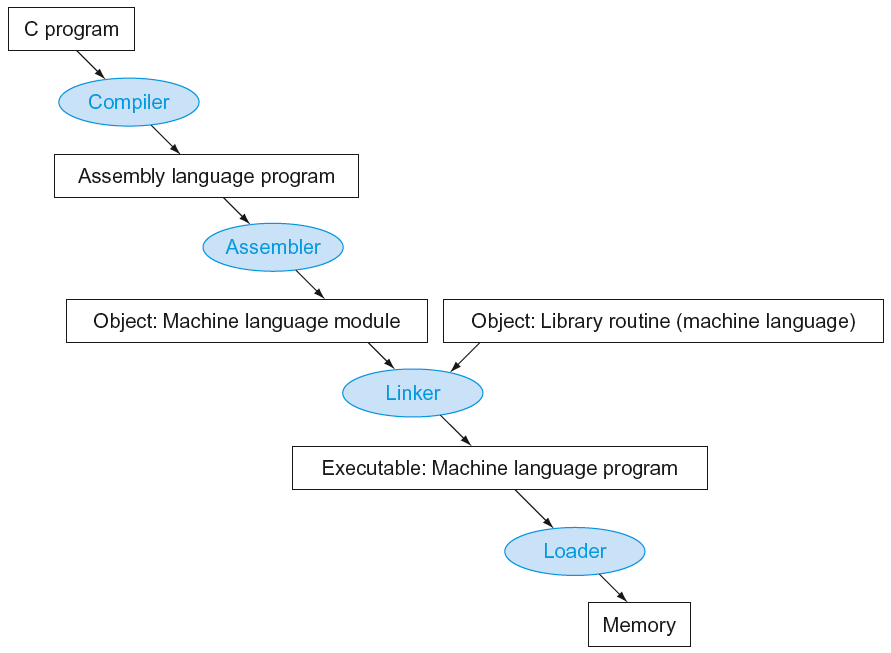 C program
Compiler
Assembly language program
Assembler
Object: Machine language module
Object: Library routine (machine language)
Linker
Executable: Machine language program
Loader
Memory